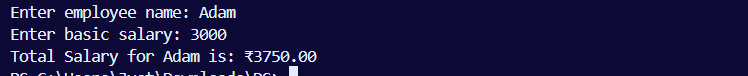 Enter employee name: Adam
Enter basic salary: 3000
Total Salary for Adam is: ₹3750.00